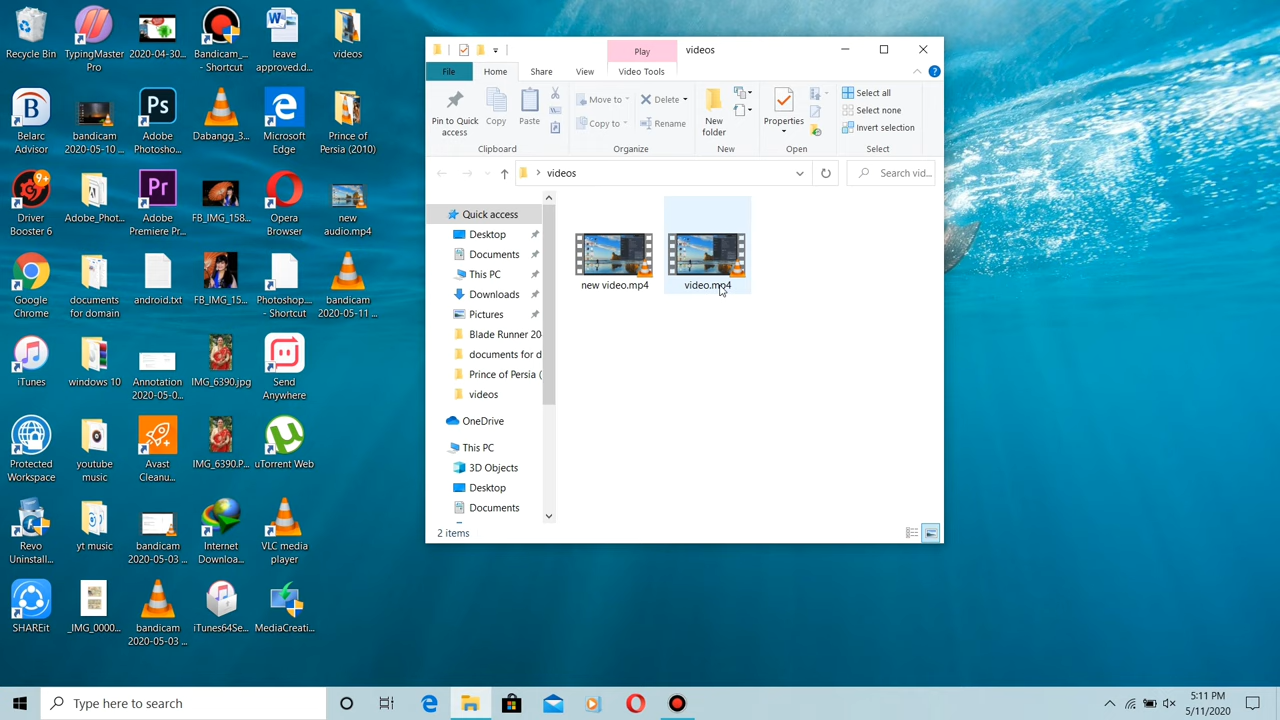 Recycle Bin
TypingMaster
Pro
2020-04-30...
Bandicam_...
- Shortcut
leave
approved.d...
videos
Belarc
Advisor
bandicam
2020-05-10 ...
Adobe
Photosho...
Dabangg_3...
Microsoft
Edge
Prince of
Persia (2010)
Driver
Booster 6
Adobe_Phot...
Adobe
Premiere Pr...
FB_IMG_158...
Opera
Browser
new
audio.mp4
Google
Chrome
documents
for domain
android.txt
FB_IMG_15...
Photoshop....
- Shortcut
bandicam
2020-05-11 ...
iTunes
windows 10
Annotation
2020-05-0...
IMG_6390.jpg
Send
Anywhere
Protected
Workspace
youtube
music
Avast
Cleanu...
IMG_6390.P...
uTorrent Web
Revo
Uninstall...
yt music
bandicam
2020-05-03 ...
Internet
Downloa...
VLC media
player
SHAREit
_IMG_0000...
bandicam
2020-05-03 ...
iTunes64Se...
MediaCreati...
Play
videos
File
Home
Share
View
Video Tools
Pin to Quick
access
Copy
Paste
Clipboard
Move to
Copy to
Delete
Rename
Organize
New
folder
New
Properties
Open
Select all
Select none
Invert selection
Select
videos
Search vid...
Quick access
Desktop
Documents
This PC
Downloads
Pictures
Blade Runner 20
documents for d
Prince of Persia (
videos
OneDrive
This PC
3D Objects
Desktop
Documents
new video.mp4
video.mp4
2 items
Type here to search
5:11 PM
5/11/2020